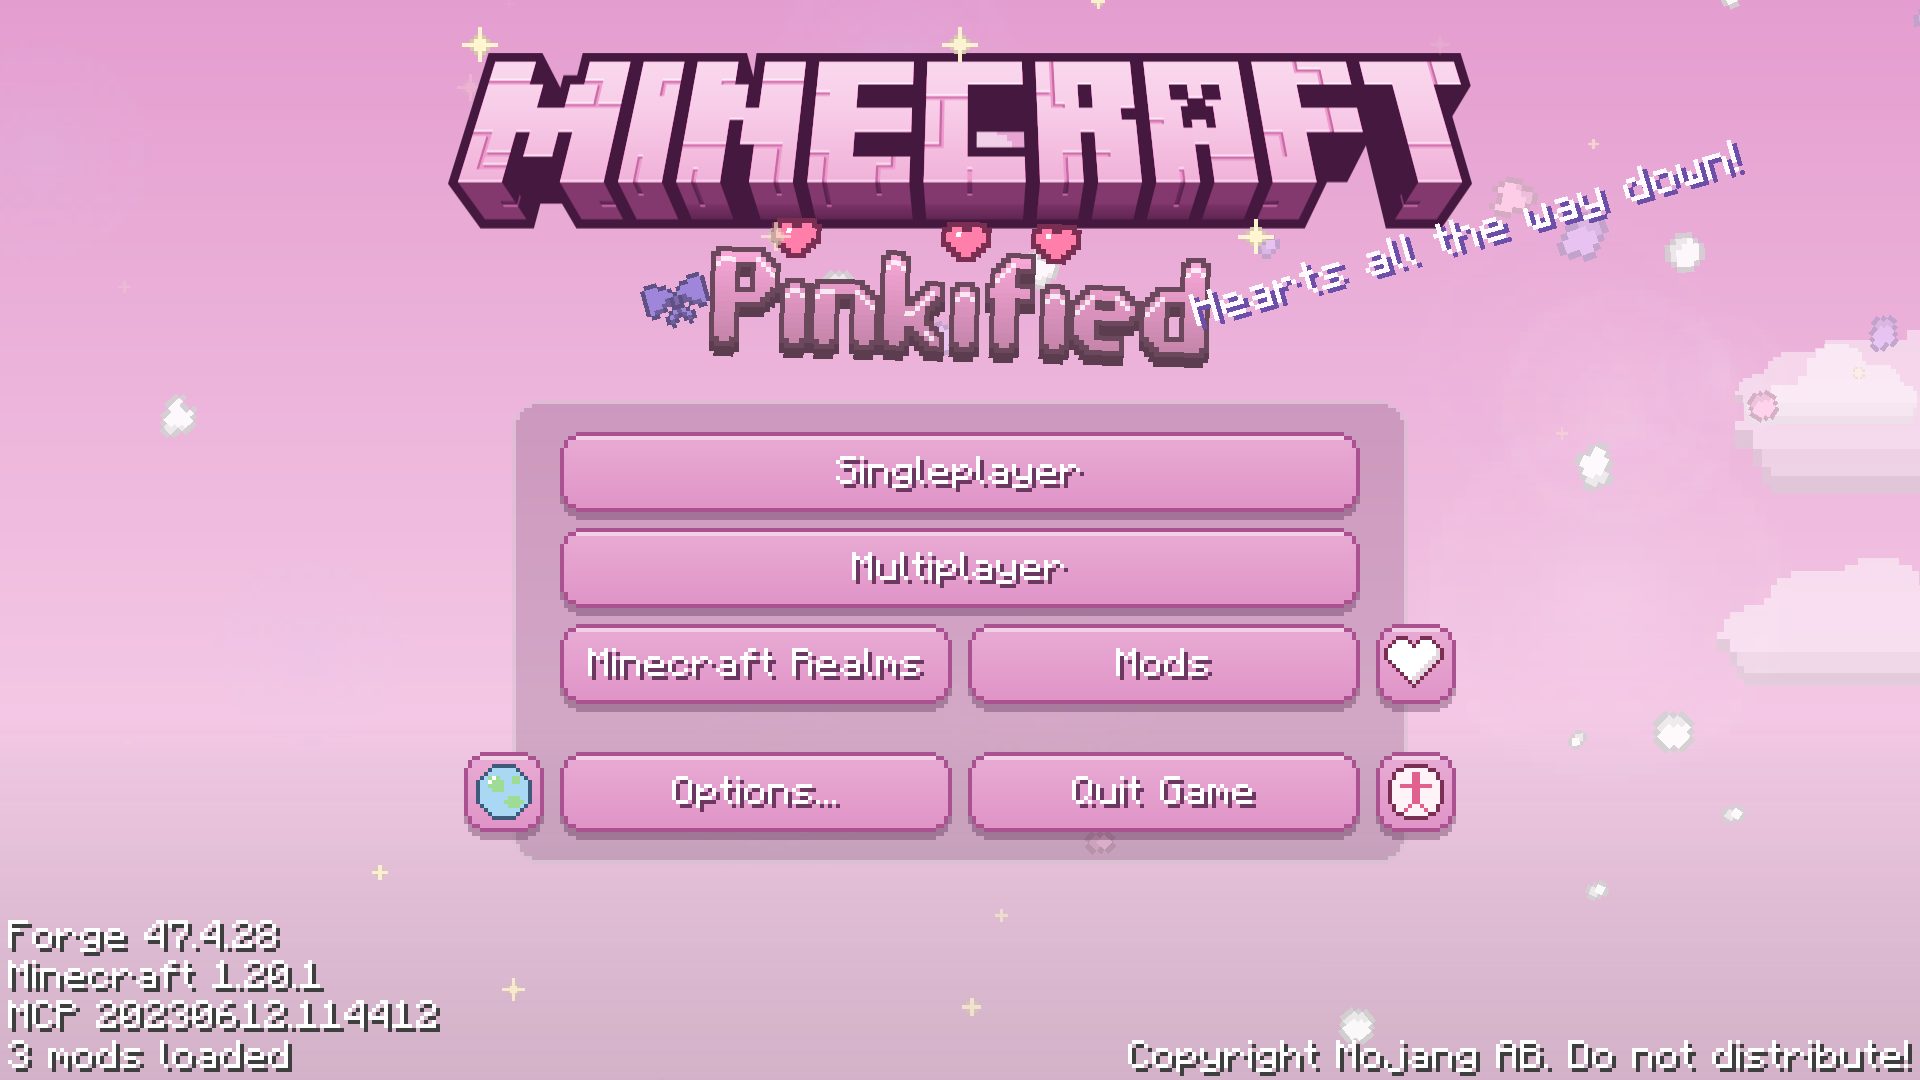 MINECRAFT
Pinkified
Hearts all the way down!
Singleplayer
Multiplayer
Minecraft Realms
Mods
Options...
Quit Game
Forge 47.4.28
Minecraft 1.20.1
MCP 20230612.114412
3 mods loaded
Copyright Mojang AB. Do not distribute!